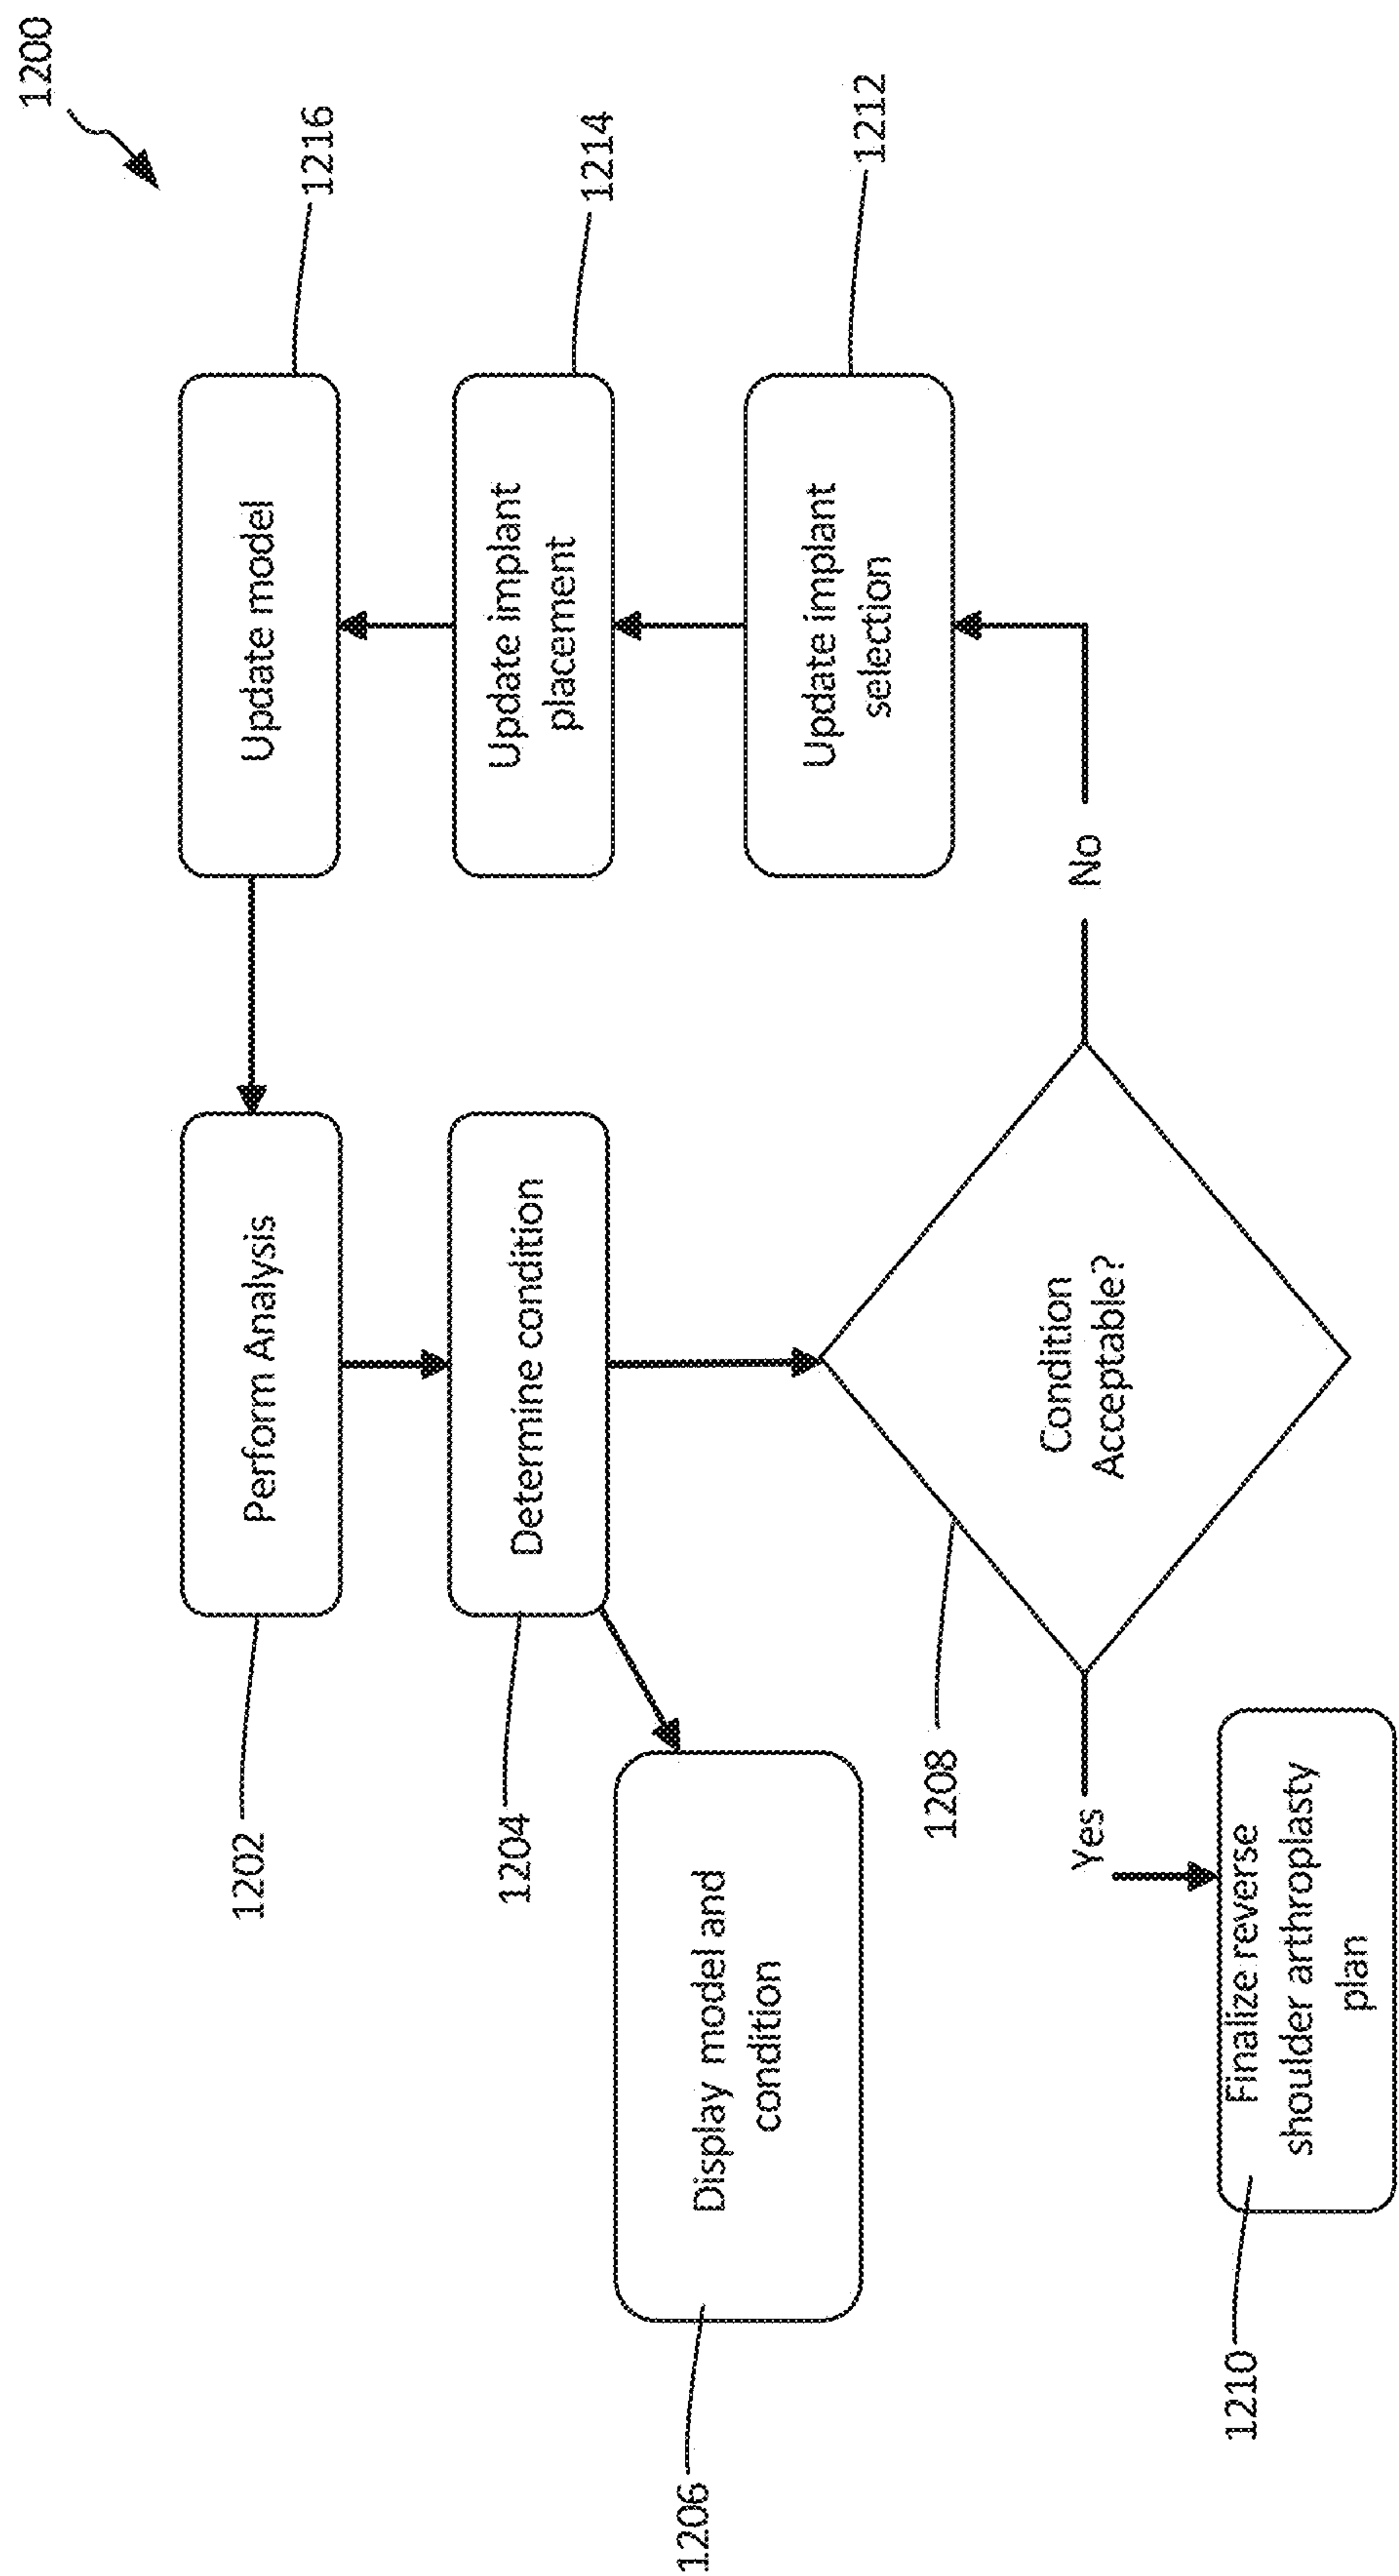 1200
Perform Analysis
1202
Update model
1216
Determine condition
1204
Update implant
placement
1214
Display model and
condition
1206
Update implant
selection
1212
Condition
Acceptable?
1208
Yes
No
Finalize reverse
shoulder arthroplasty
plan
1210